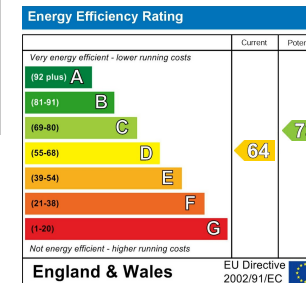 Energy Efficiency Rating
Current
Very energy efficient - lower running costs
(92 plus) A
(81-91) B
(69-80) C
(55-68) D
64
(39-54) E
(21-38) F
(1-20) G
Not energy efficient - higher running costs
England & Wales
EU Directive
2002/91/EC